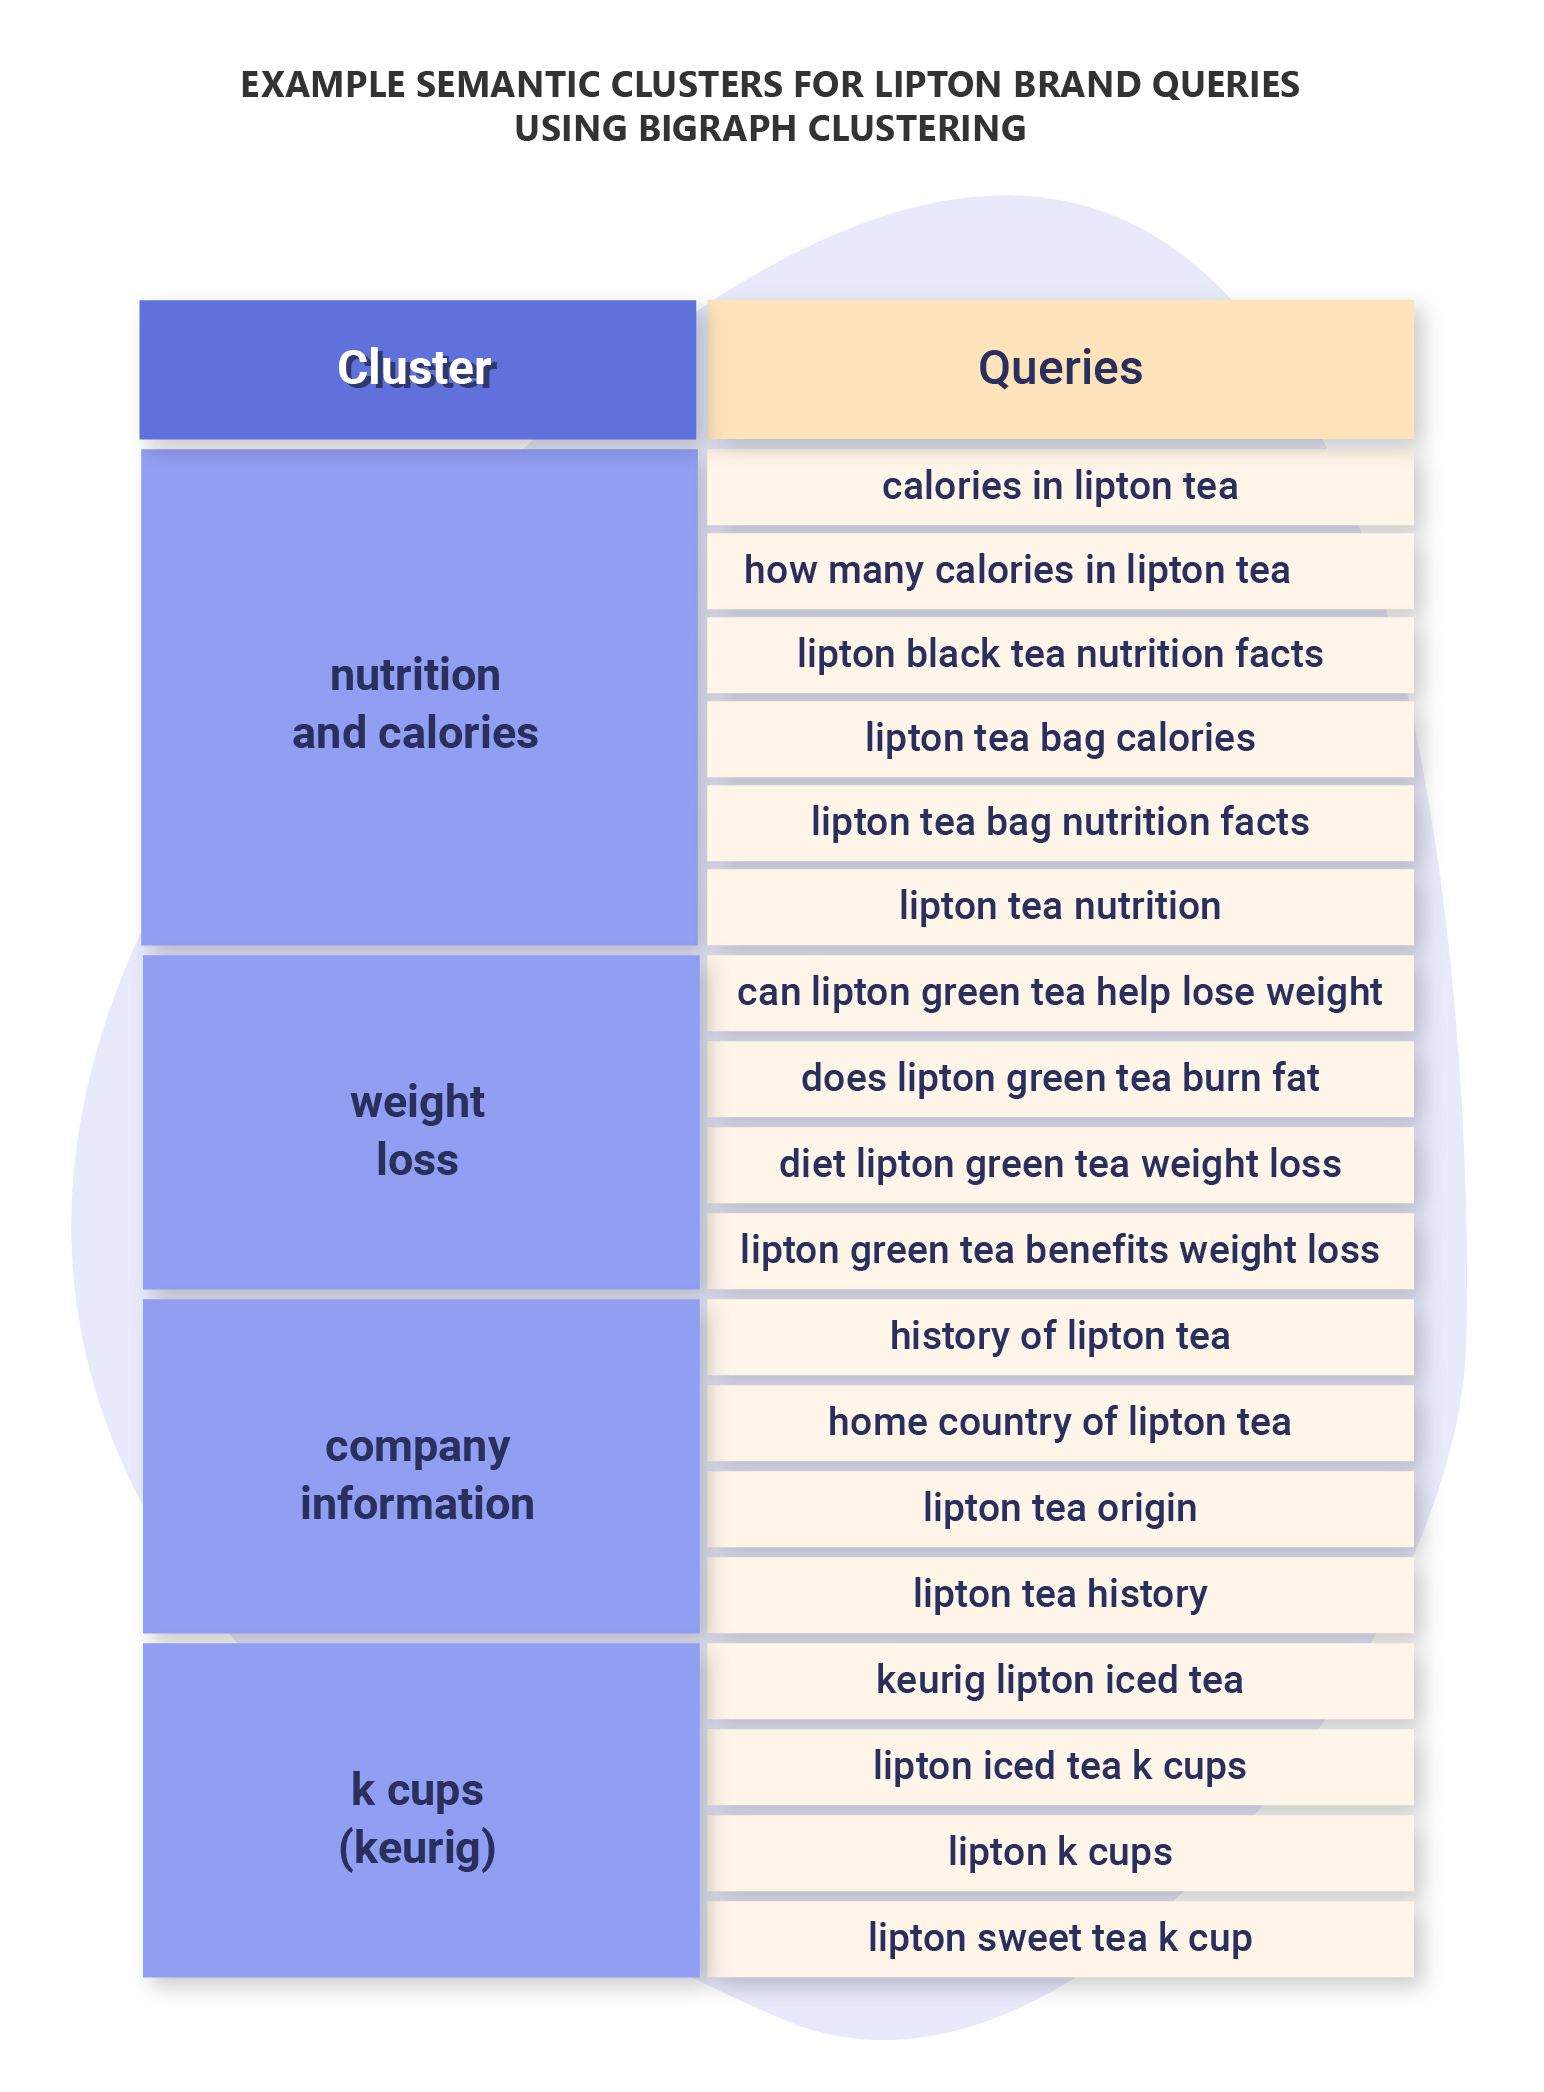 EXAMPLE SEMANTIC CLUSTERS FOR LIPTON BRAND QUERIES
USING BIGRAPH CLUSTERING
Cluster
Queries
nutrition
and calories
calories in lipton tea
how many calories in lipton tea
lipton black tea nutrition facts
lipton tea bag calories
lipton tea bag nutrition facts
lipton tea nutrition
weight
loss
can lipton green tea help lose weight
does lipton green tea burn fat
diet lipton green tea weight loss
lipton green tea benefits weight loss
company
information
history of lipton tea
home country of lipton tea
lipton tea origin
lipton tea history
k cups
(keurig)
keurig lipton iced tea
lipton iced tea k cups
lipton k cups
lipton sweet tea k cup